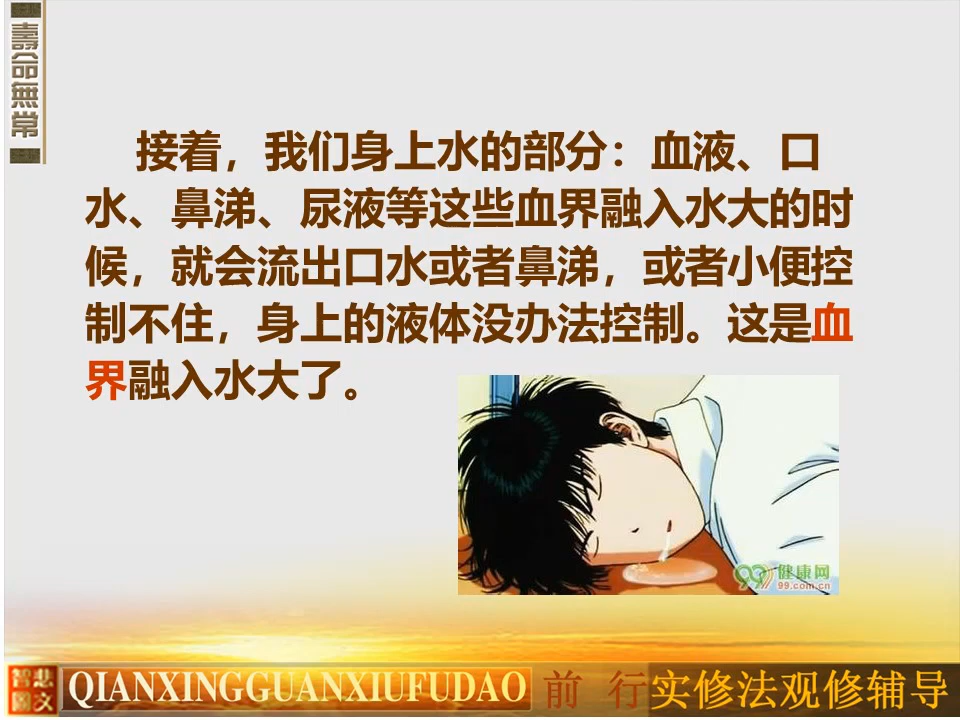 壽命無常
接着，我们身上水的部分：血液、口
水、鼻涕、尿液等这些血界融入水大的时
候，就会流出口水或者鼻涕，或者小便控
制不住，身上的液体没办法控制。这是血
界融入水大了。
99健康网
99.com.cn
智悲
QIANXINGGUANXIUFUDAO 前 行 实修法观修辅导